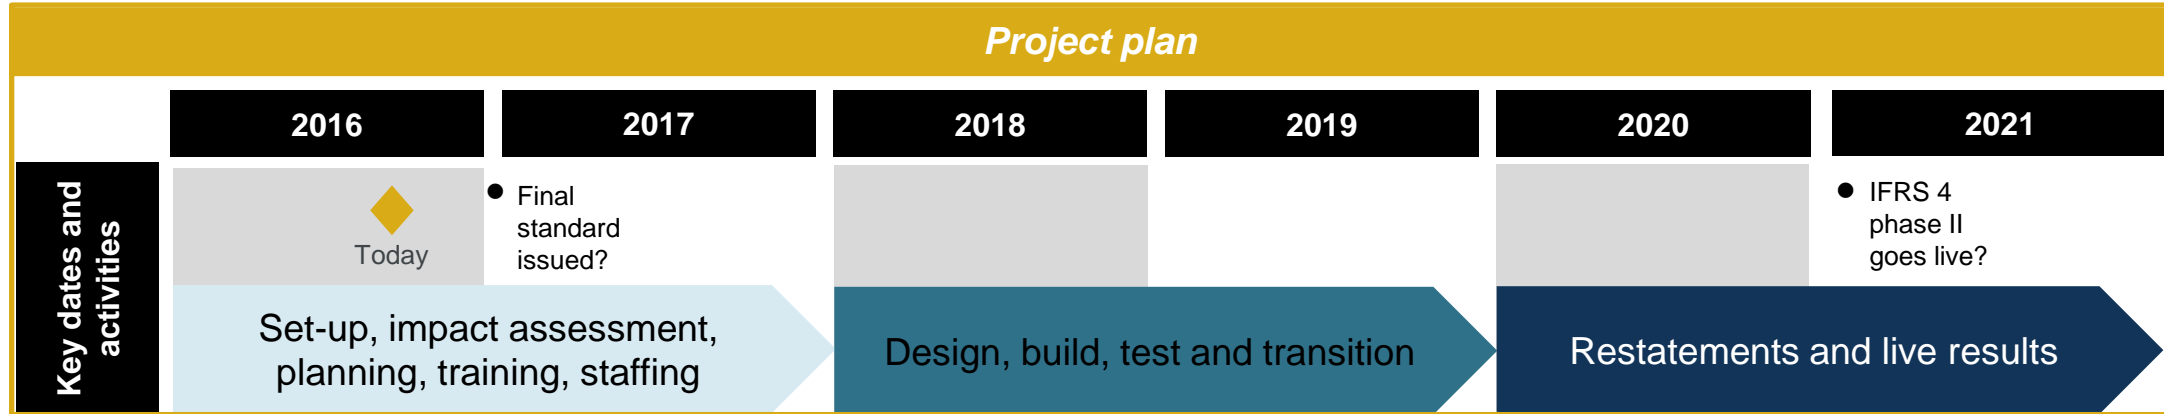 Project plan
2016
2017
2018
2019
2020
2021
Key dates and
activities
Today
● Final
standard
issued?
● IFRS 4
phase II
goes live?
Set-up, impact assessment,
planning, training, staffing
Design, build, test and transition
Restatements and live results